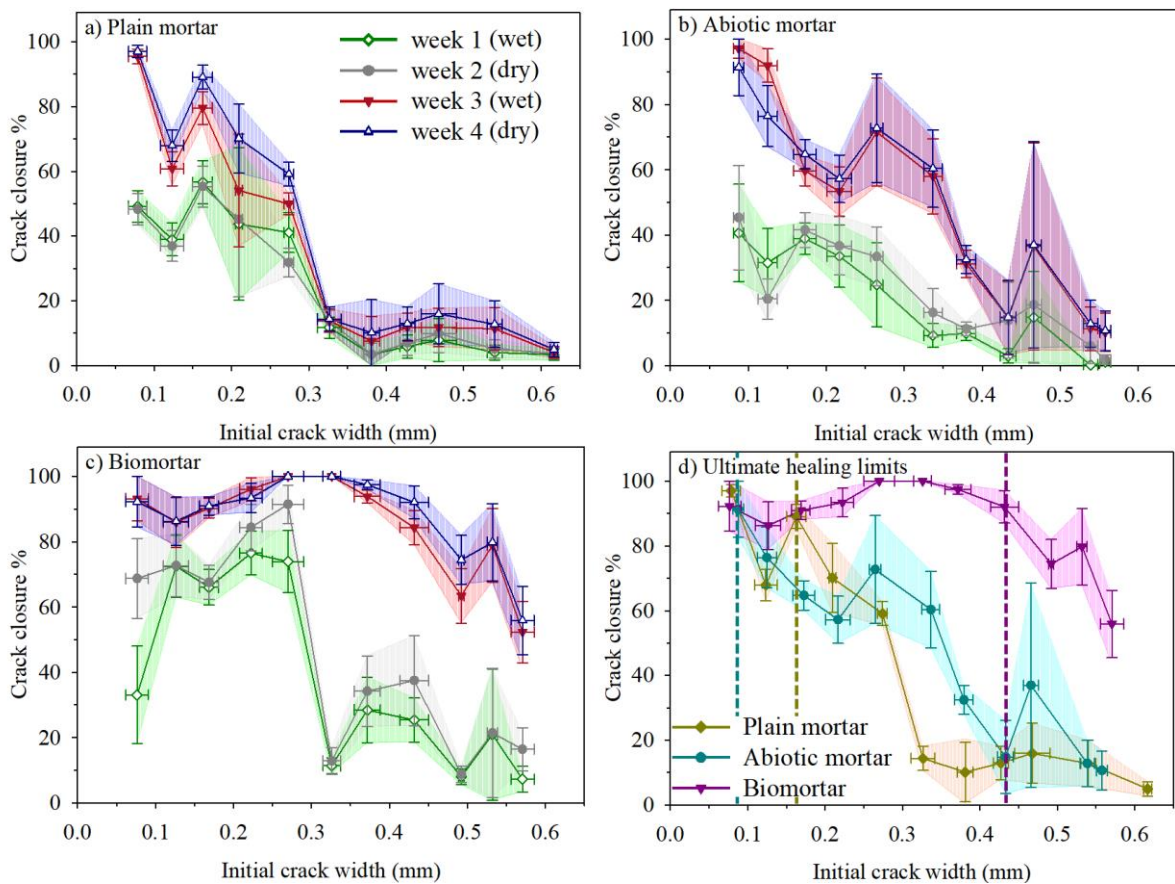 a) Plain mortar
week 1 (wet)
week 2 (dry)
week 3 (wet)
week 4 (dry)
100
80
60
40
20
0
Crack closure %
0.0 0.1 0.2 0.3 0.4 0.5 0.6
Initial crack width (mm)
b) Abiotic mortar
100
80
60
40
20
0
Crack closure %
0.0 0.1 0.2 0.3 0.4 0.5 0.6
Initial crack width (mm)
c) Biomortar
100
80
60
40
20
0
Crack closure %
0.0 0.1 0.2 0.3 0.4 0.5 0.6
Initial crack width (mm)
d) Ultimate healing limits
100
80
60
40
20
0
Crack closure %
Plain mortar
Abiotic mortar
Biomortar
0.0 0.1 0.2 0.3 0.4 0.5 0.6
Initial crack width (mm)